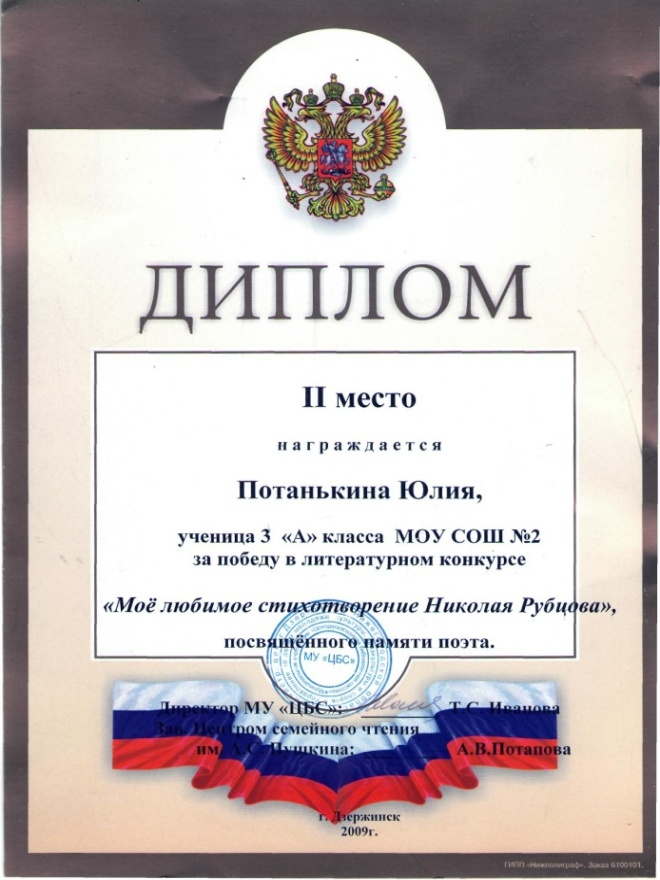 ДИПЛОМ
II место
награждается
Потанькина Юлия,
ученица 3 «А» класса МОУ СОШ №2
за победу в литературном конкурсе
«Моё любимое стихотворение Николая Рубцова»,
посвящённого памяти поэта.
МУ «ЦБС»
Директор МУ «ЦБС»: Т.С. Иванова
Зав. Центром семейного чтения
им. А.С. Пушкина: А.В.Потапова
г. Дзержинск
2009г.
ГИПП «Нижполиграф». Заказ 6100101.